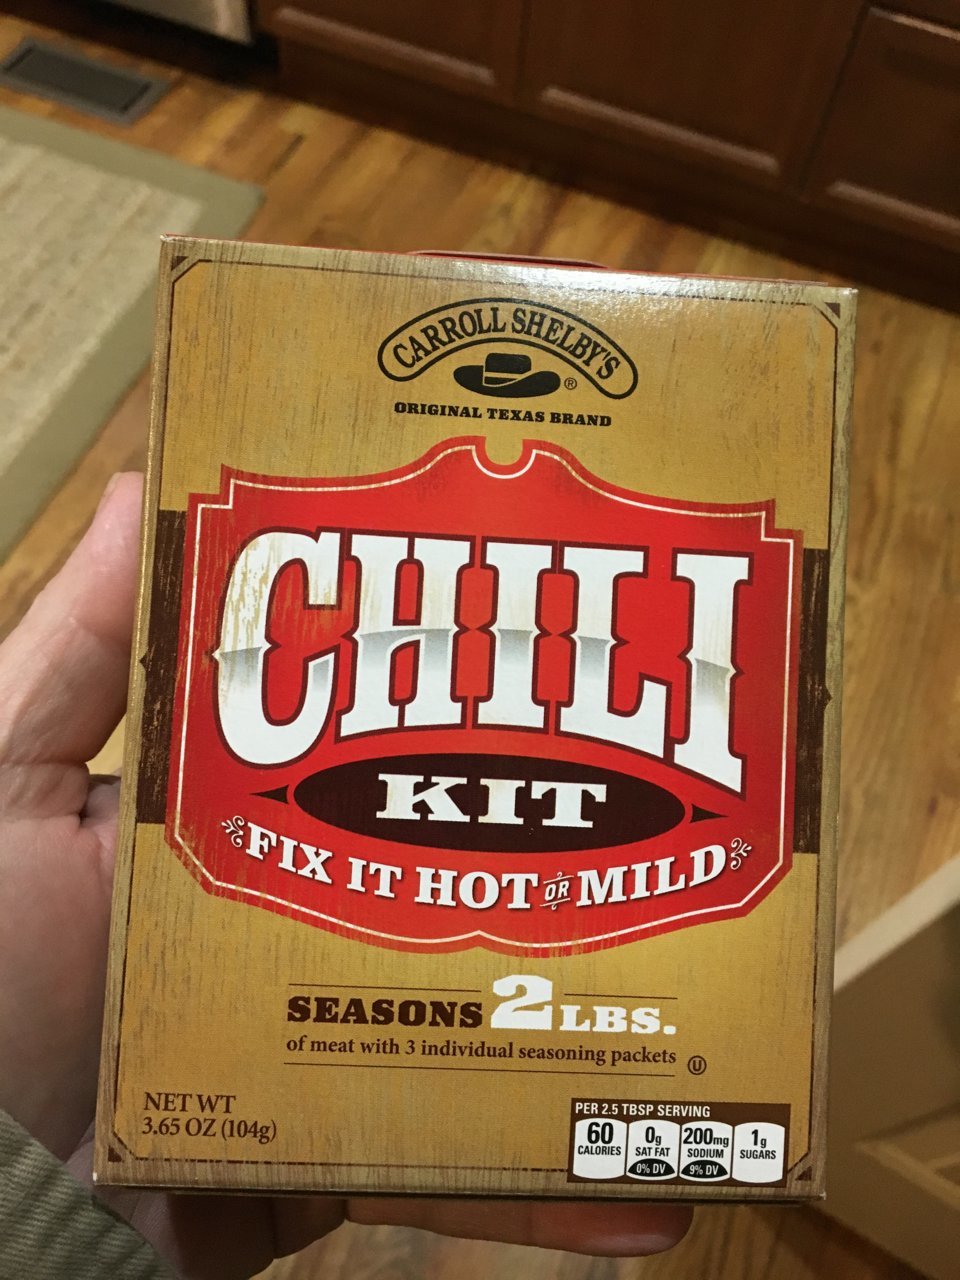 CARROLL SHELBY'S
®
ORIGINAL TEXAS BRAND
CHILI
KIT
FIX IT HOT OR MILD
SEASONS 2 LBS.
of meat with 3 individual seasoning packets U
NET WT
3.65 OZ (104g)
PER 2.5 TBSP SERVING
60 CALORIES
0g SAT FAT 0% DV
200mg SODIUM 9% DV
1g SUGARS